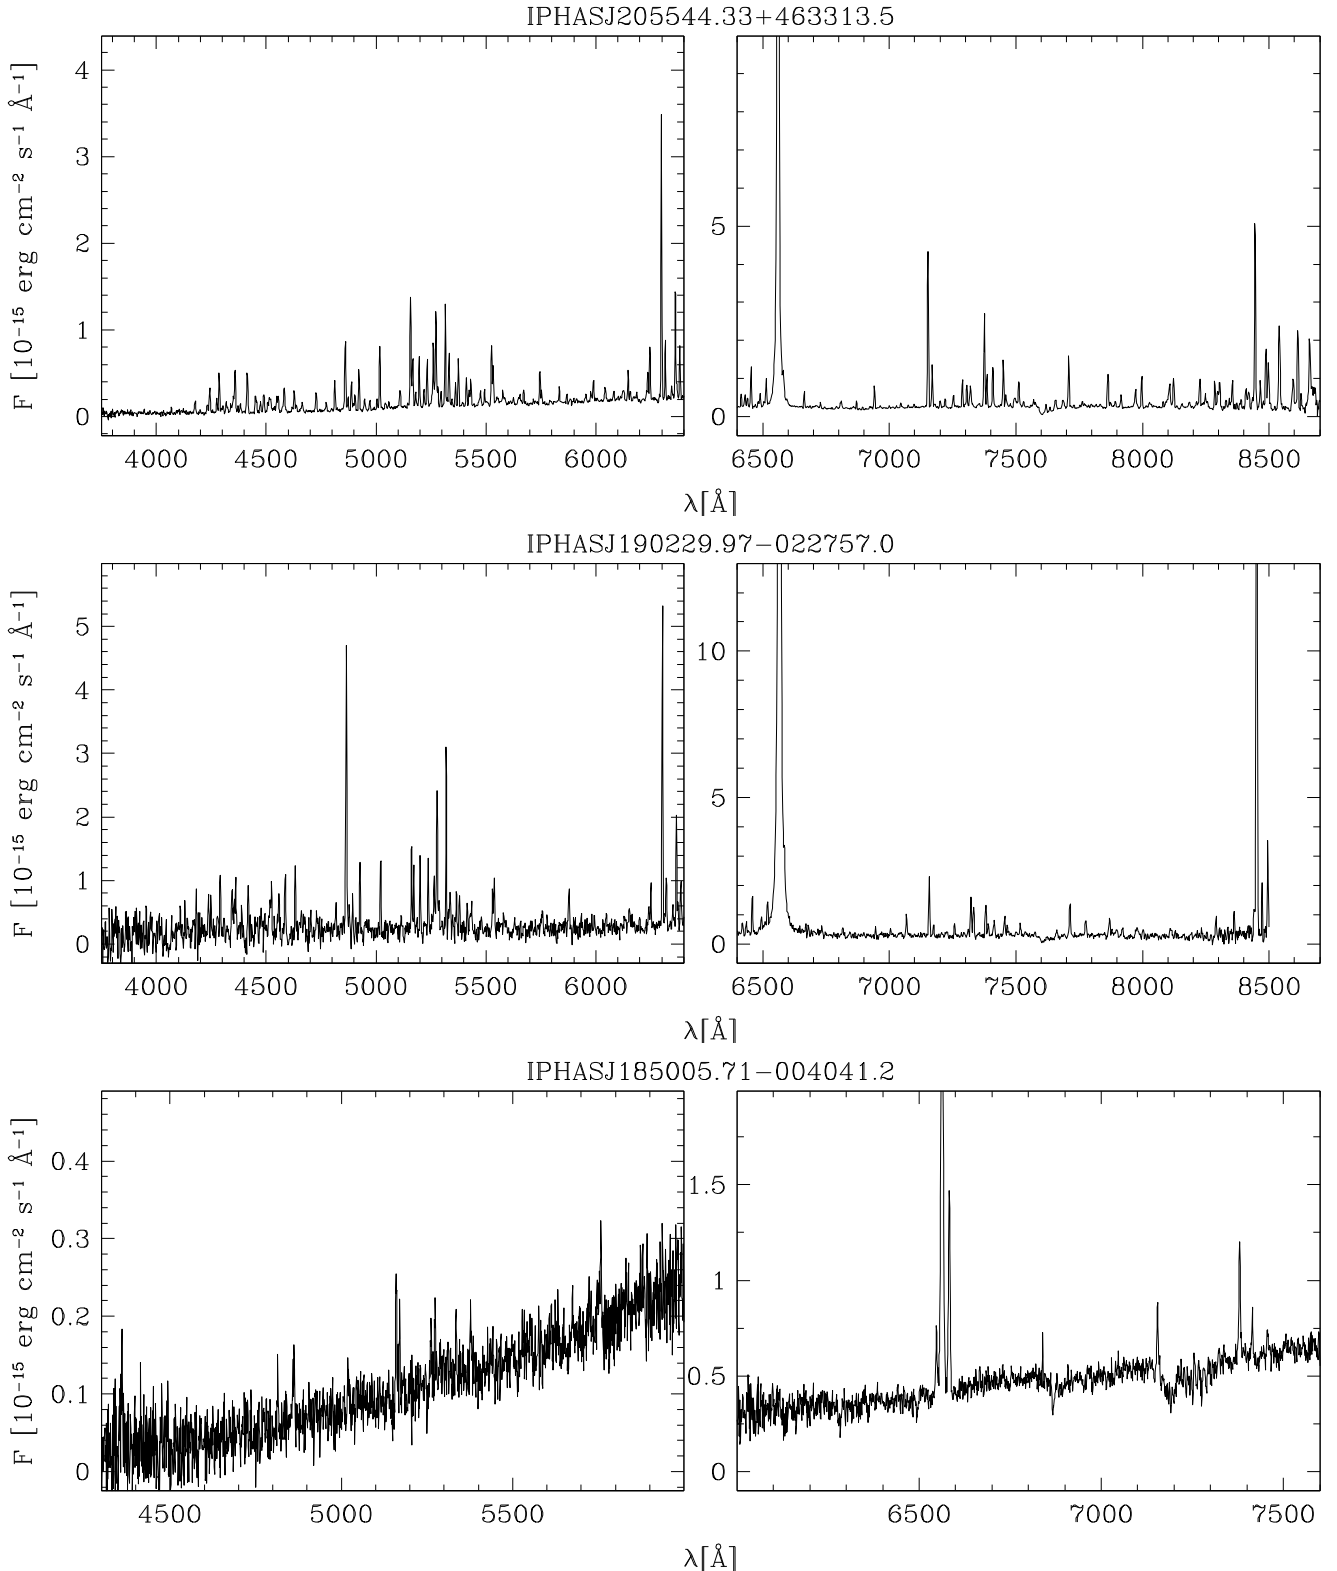 IPHASJ205544.33+463313.5
F [10⁻¹⁵ erg cm⁻² s⁻¹ Å⁻¹]
4
3
2
1
0
5
0
4000 4500 5000 5500 6000
6500 7000 7500 8000 8500
λ[Å]
IPHASJ190229.97−022757.0
F [10⁻¹⁵ erg cm⁻² s⁻¹ Å⁻¹]
5
4
3
2
1
0
10
5
0
4000 4500 5000 5500 6000
6500 7000 7500 8000 8500
λ[Å]
IPHASJ185005.71−004041.2
F [10⁻¹⁵ erg cm⁻² s⁻¹ Å⁻¹]
0.4
0.3
0.2
0.1
0
1.5
1
0.5
0
4500 5000 5500
6500 7000 7500
λ[Å]